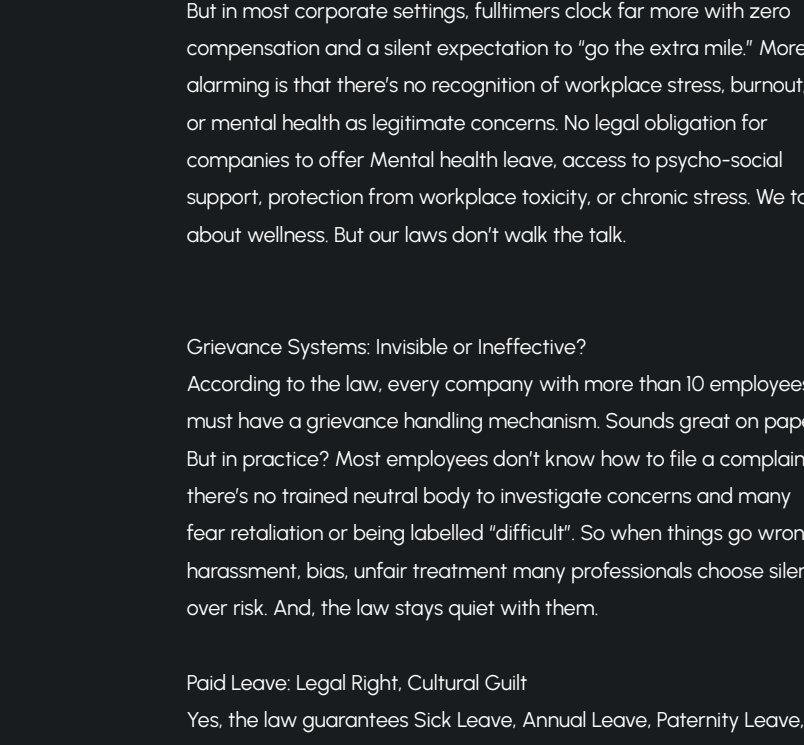 But in most corporate settings, fulltimers clock far more with zero
compensation and a silent expectation to “go the extra mile.” More
alarming is that there’s no recognition of workplace stress, burnout,
or mental health as legitimate concerns. No legal obligation for
companies to offer Mental health leave, access to psycho-social
support, protection from workplace toxicity, or chronic stress. We
about wellness. But our laws don’t walk the talk.
Grievance Systems: Invisible or Ineffective?
According to the law, every company with more than 10 employees
must have a grievance handling mechanism. Sounds great on
But in practice? Most employees don’t know how to file a
there’s no trained neutral body to investigate concerns and many
fear retaliation or being labelled “difficult”. So when things go
harassment, bias, unfair treatment many professionals choose
over risk. And, the law stays quiet with them.
Paid Leave: Legal Right, Cultural Guilt
Yes, the law guarantees Sick Leave, Annual Leave, Paternity Leave,